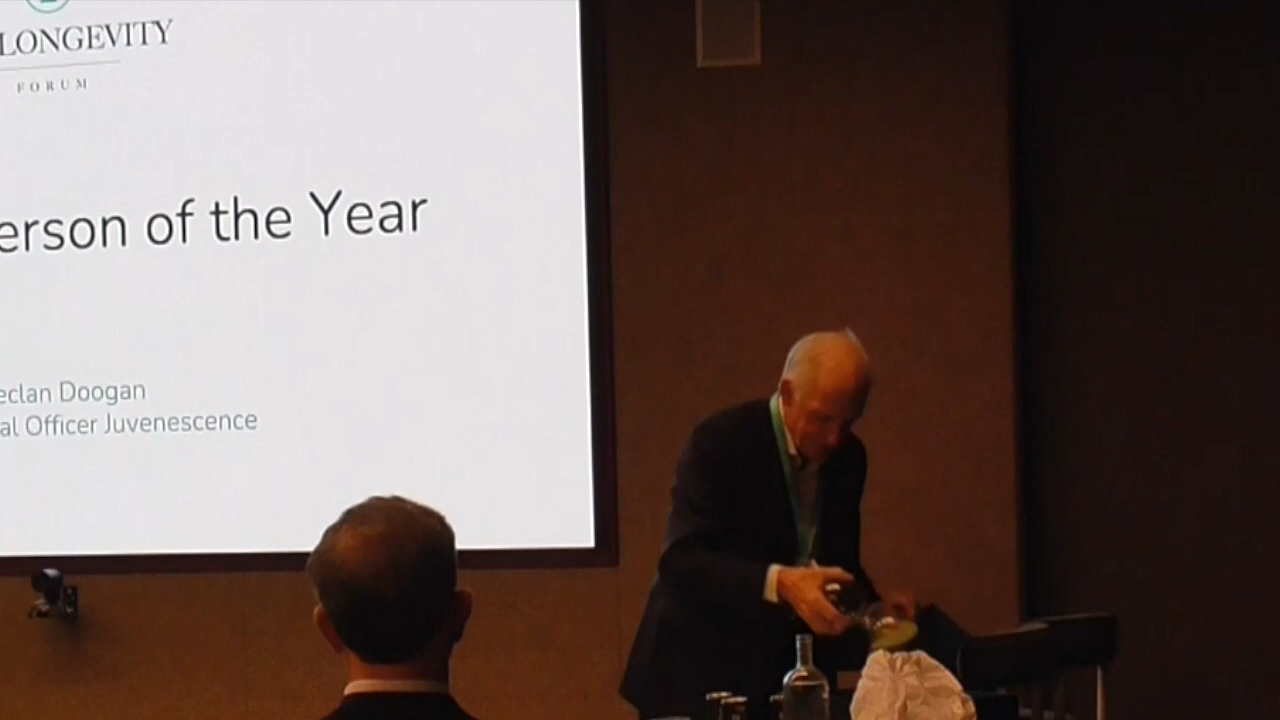 LONGEVITY
FORUM
erson of the Year
eclan Doogan
al Officer Juvenescence